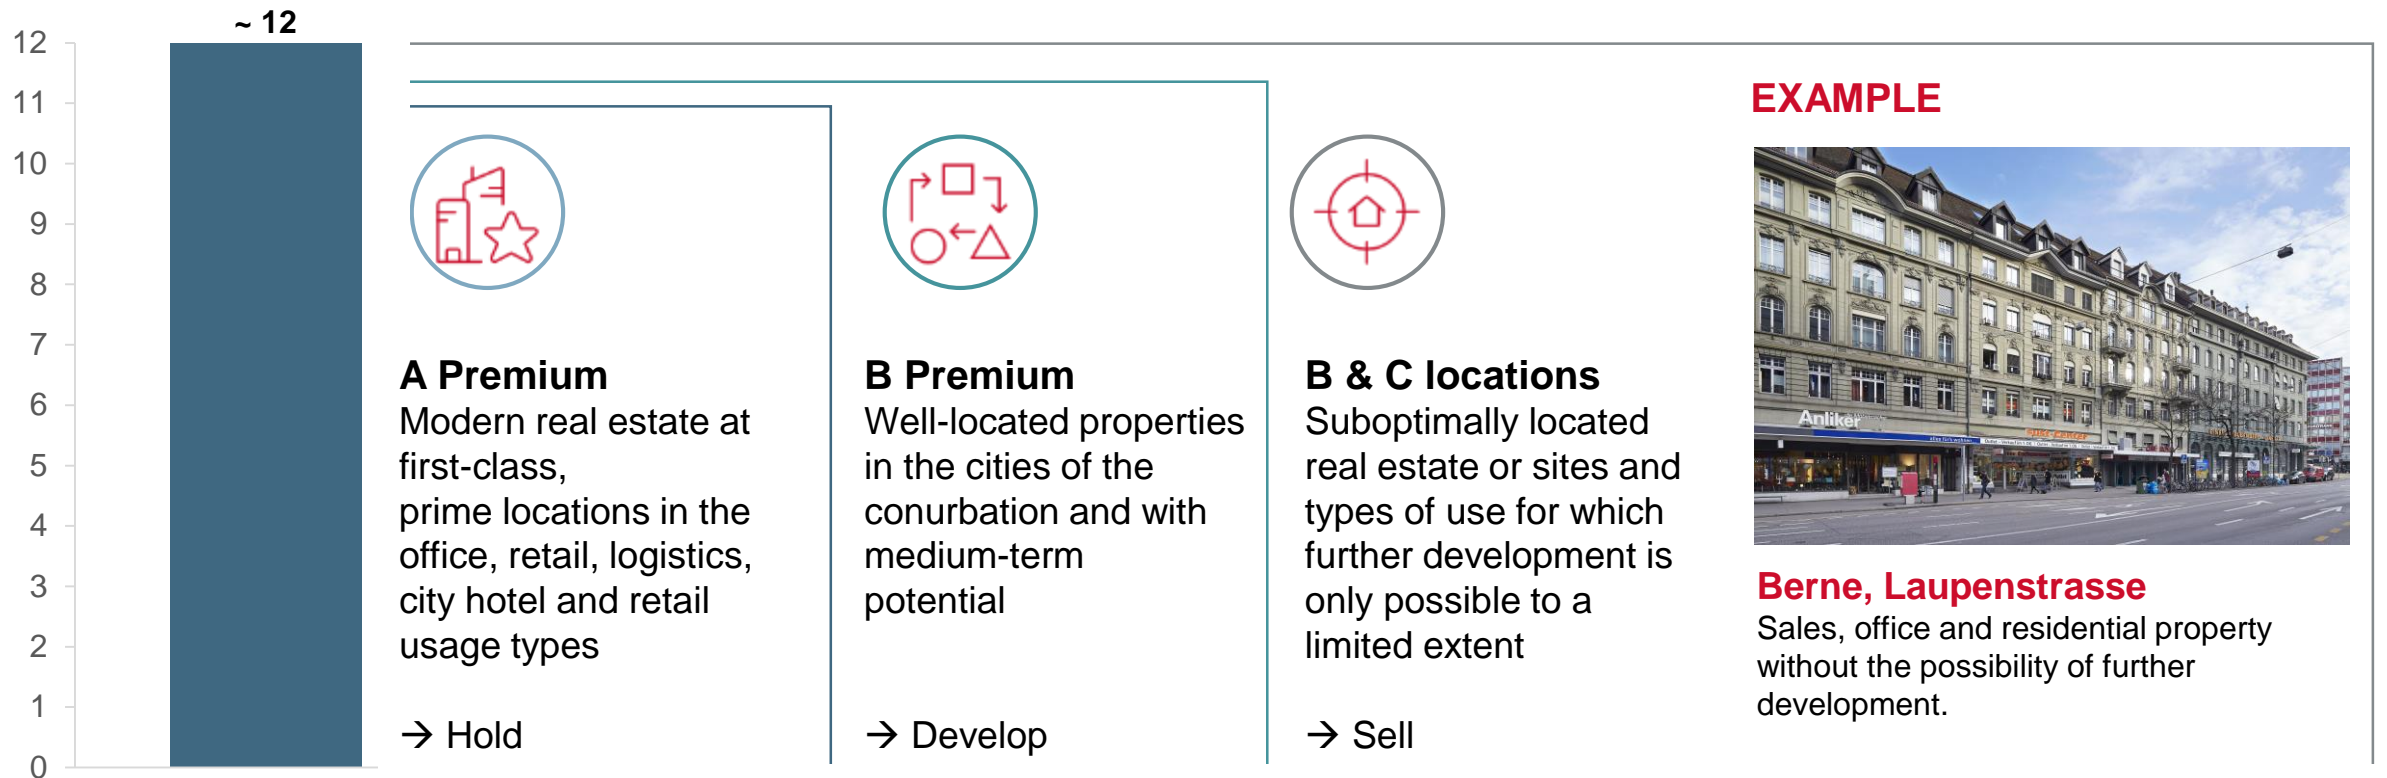 ~ 12
12
11
10
9
8
7
6
5
4
3
2
1
0
A Premium
Modern real estate at
first-class,
prime locations in the
office, retail, logistics,
city hotel and retail
usage types
→ Hold
B Premium
Well-located properties
in the cities of the
conurbation and with
medium-term
potential
→ Develop
B & C locations
Suboptimally located
real estate or sites and
types of use for which
further development is
only possible to a
limited extent
→ Sell
EXAMPLE
Anliker
Berne, Laupenstrasse
Sales, office and residential property
without the possibility of further
development.